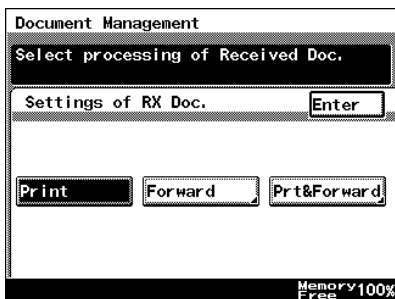 Document Management
Select processing of Received Doc.
Settings of RX Doc.
Enter
Print Forward Prt&Forward
Memory Free 100%